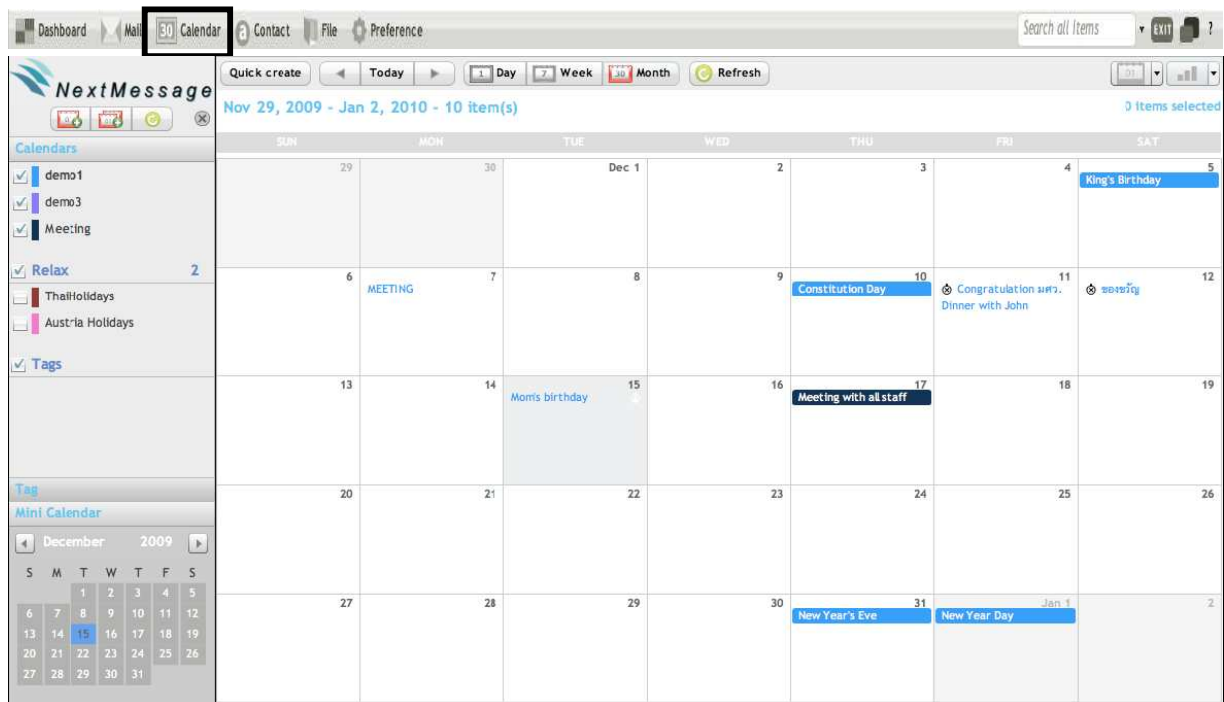 Dashboard Mail 30 Calendar Contact File Preference Search all items EXIT ?
NextMessage
Quick create Today 1 Day 7 Week 30 Month Refresh
Nov 29, 2009 - Jan 2, 2010 - 10 item(s) 0 items selected
Calendars
demo1
demo3
Meeting
Relax 2
ThaiHolidays
Austria Holidays
Tags
Tag
Mini Calendar
December 2009
S M T W T F S
1 2 3 4 5
6 7 8 9 10 11 12
13 14 15 16 17 18 19
20 21 22 23 24 25 26
27 28 29 30 31
SUN MON TUE WED THU FRI SAT
29 30 Dec 1 2 3 4 5
King's Birthday
6 7 8 9 10 11 12
MEETING Constitution Day Congratulation มศว. ของขวัญ
Dinner with John
13 14 15 16 17 18 19
Mom's birthday Meeting with all staff
20 21 22 23 24 25 26
27 28 29 30 31 Jan 1 2
New Year's Eve New Year Day